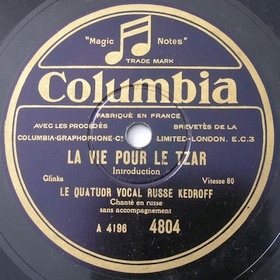 "Magic Notes"
TRADE MARK
Columbia
FABRIQUÉ EN FRANCE
AVEC LES PROCÉDÉS BREVETÉS DE LA
COLUMBIA-GRAPHOPHONE-Cº LIMITED-LONDON. E.C.3
LA VIE POUR LE TZAR
Introduction
Glinka Vitesse 80
LE QUATUOR VOCAL RUSSE KEDROFF
Chanté en russe
sans accompagnement
A 4196 4804